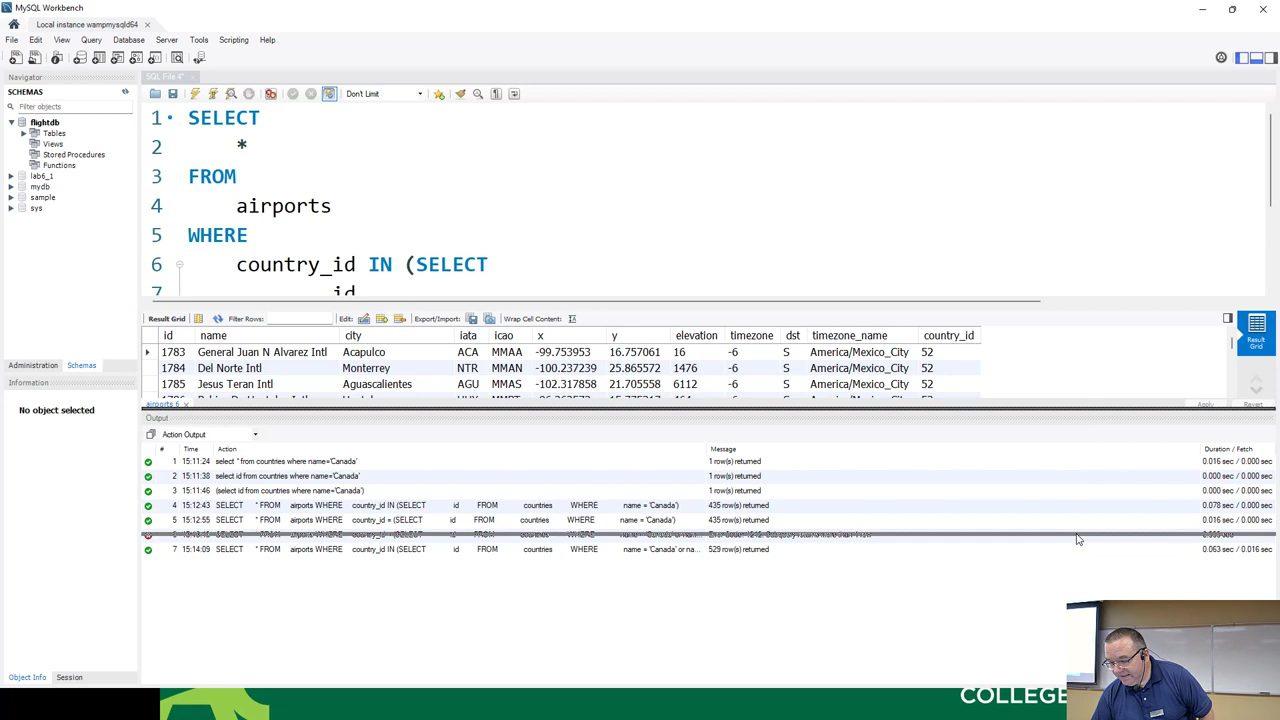 MySQL Workbench
Local instance wampmysqld64 ×
File Edit View Query Database Server Tools Scripting Help
Navigator
SCHEMAS
Filter objects
flightdb
Tables
Views
Stored Procedures
Functions
lab6_1
mydb
sample
sys
Administration Schemas
Information
No object selected
Object Info Session
SQL File 4* ×
Don't Limit
1 SELECT
2 *
3 FROM
4 airports
5 WHERE
6 country_id IN (SELECT
7 id
Result Grid Filter Rows: Edit: Export/Import: Wrap Cell Content:
id name city iata icao x y elevation timezone dst timezone_name country_id
1783 General Juan N Alvarez Intl Acapulco ACA MMAA -99.753953 16.757061 16 -6 S America/Mexico_City 52
1784 Del Norte Intl Monterrey NTR MMAN -100.237239 25.865572 1476 -6 S America/Mexico_City 52
1785 Jesus Teran Intl Aguascalientes AGU MMAS -102.317858 21.705558 6112 -6 S America/Mexico_City 52
Result
Grid
airports 6 × Apply Revert
Output
Action Output
# Time Action Message Duration / Fetch
1 15:11:24 select * from countries where name='Canada' 1 row(s) returned 0.016 sec / 0.000 sec
2 15:11:38 select id from countries where name='Canada' 1 row(s) returned 0.000 sec / 0.000 sec
3 15:11:46 (select id from countries where name='Canada') 1 row(s) returned 0.000 sec / 0.000 sec
4 15:12:43 SELECT * FROM airports WHERE country_id IN (SELECT id FROM countries WHERE name = 'Canada') 435 row(s) returned 0.078 sec / 0.000 sec
5 15:12:55 SELECT * FROM airports WHERE country_id = (SELECT id FROM countries WHERE name = 'Canada') 435 row(s) returned 0.016 sec / 0.000 sec
7 15:14:09 SELECT * FROM airports WHERE country_id IN (SELECT id FROM countries WHERE name = 'Canada' or na... 529 row(s) returned 0.063 sec / 0.016 sec
COLLEGE